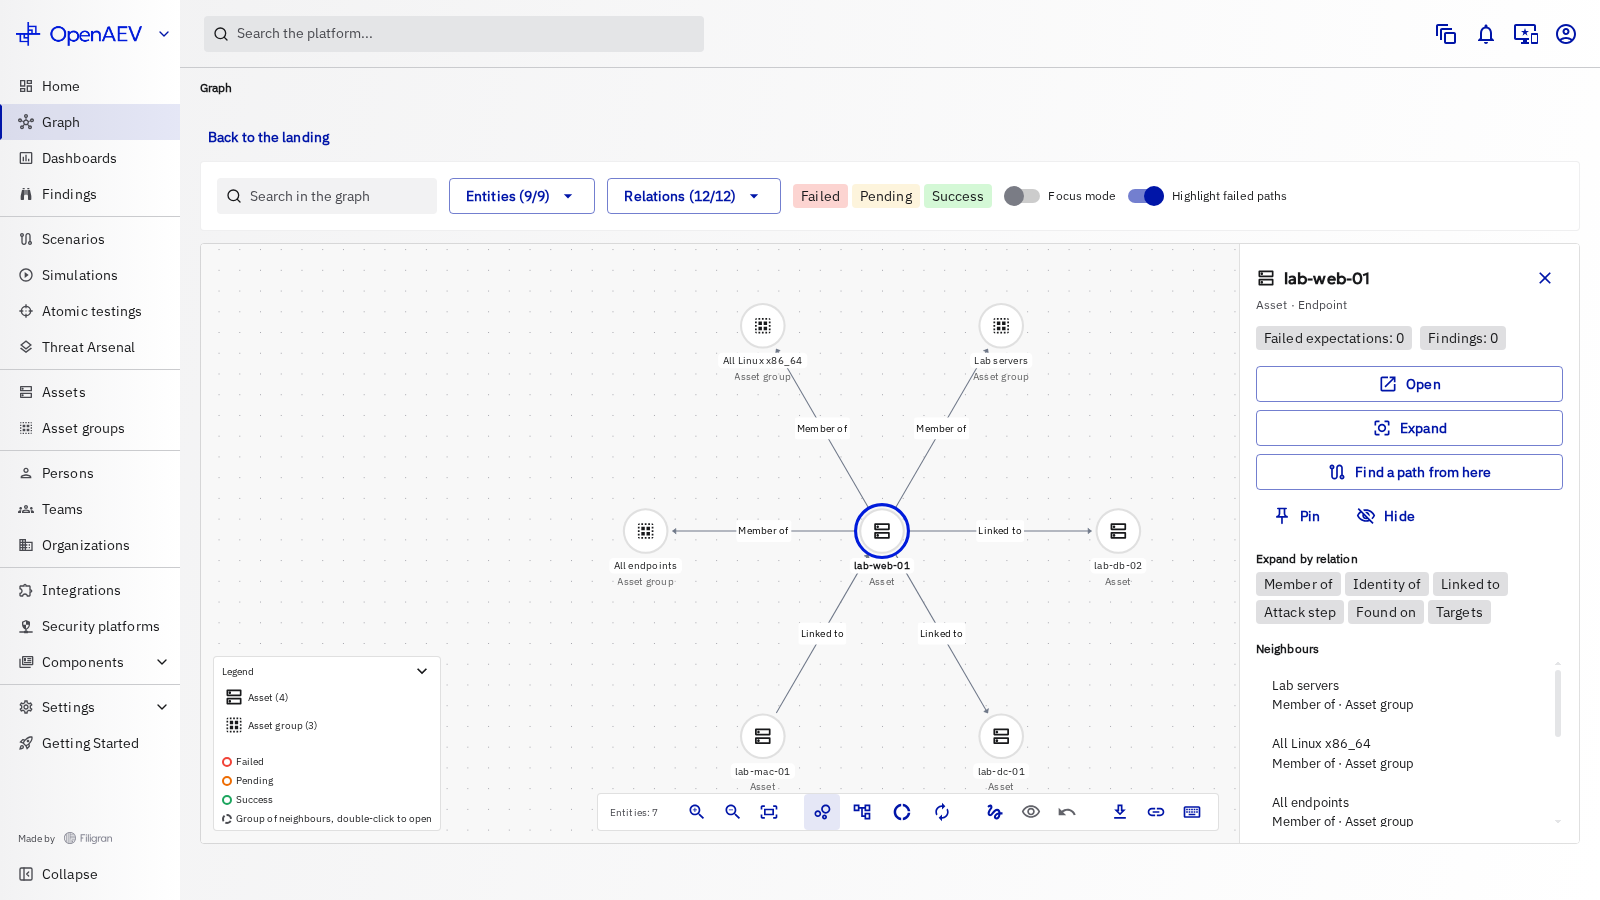 OpenAEV
Search the platform...
Home
Graph
Dashboards
Findings
Scenarios
Simulations
Atomic testings
Threat Arsenal
Assets
Asset groups
Persons
Teams
Organizations
Integrations
Security platforms
Components
Settings
Getting Started
Made by Filigran
Collapse
Graph
Back to the landing
Search in the graph
Entities (9/9)
Relations (12/12)
Failed
Pending
Success
Focus mode
Highlight failed paths
All Linux x86_64
Asset group
Lab servers
Asset group
Member of
Member of
All endpoints
Asset group
Member of
lab-web-01
Asset
Linked to
lab-db-02
Asset
Linked to
Linked to
lab-mac-01
Asset
lab-dc-01
Asset
Legend
Asset (4)
Asset group (3)
Failed
Pending
Success
Group of neighbours, double-click to open
Entities: 7
lab-web-01
Asset · Endpoint
Failed expectations: 0
Findings: 0
Open
Expand
Find a path from here
Pin
Hide
Expand by relation
Member of
Identity of
Linked to
Attack step
Found on
Targets
Neighbours
Lab servers
Member of · Asset group
All Linux x86_64
Member of · Asset group
All endpoints
Member of · Asset group